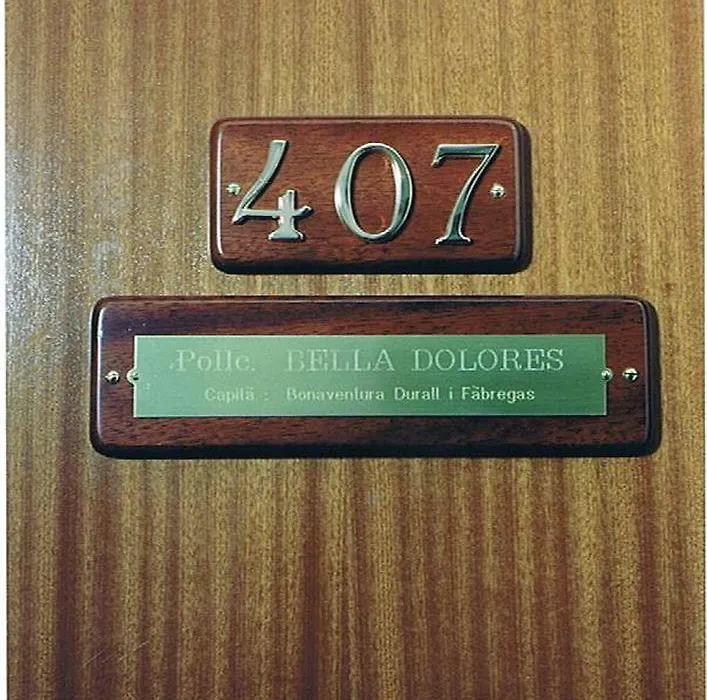 407
Pollc. BELLA DOLORES
Capità : Bonaventura Durall i Fàbregas